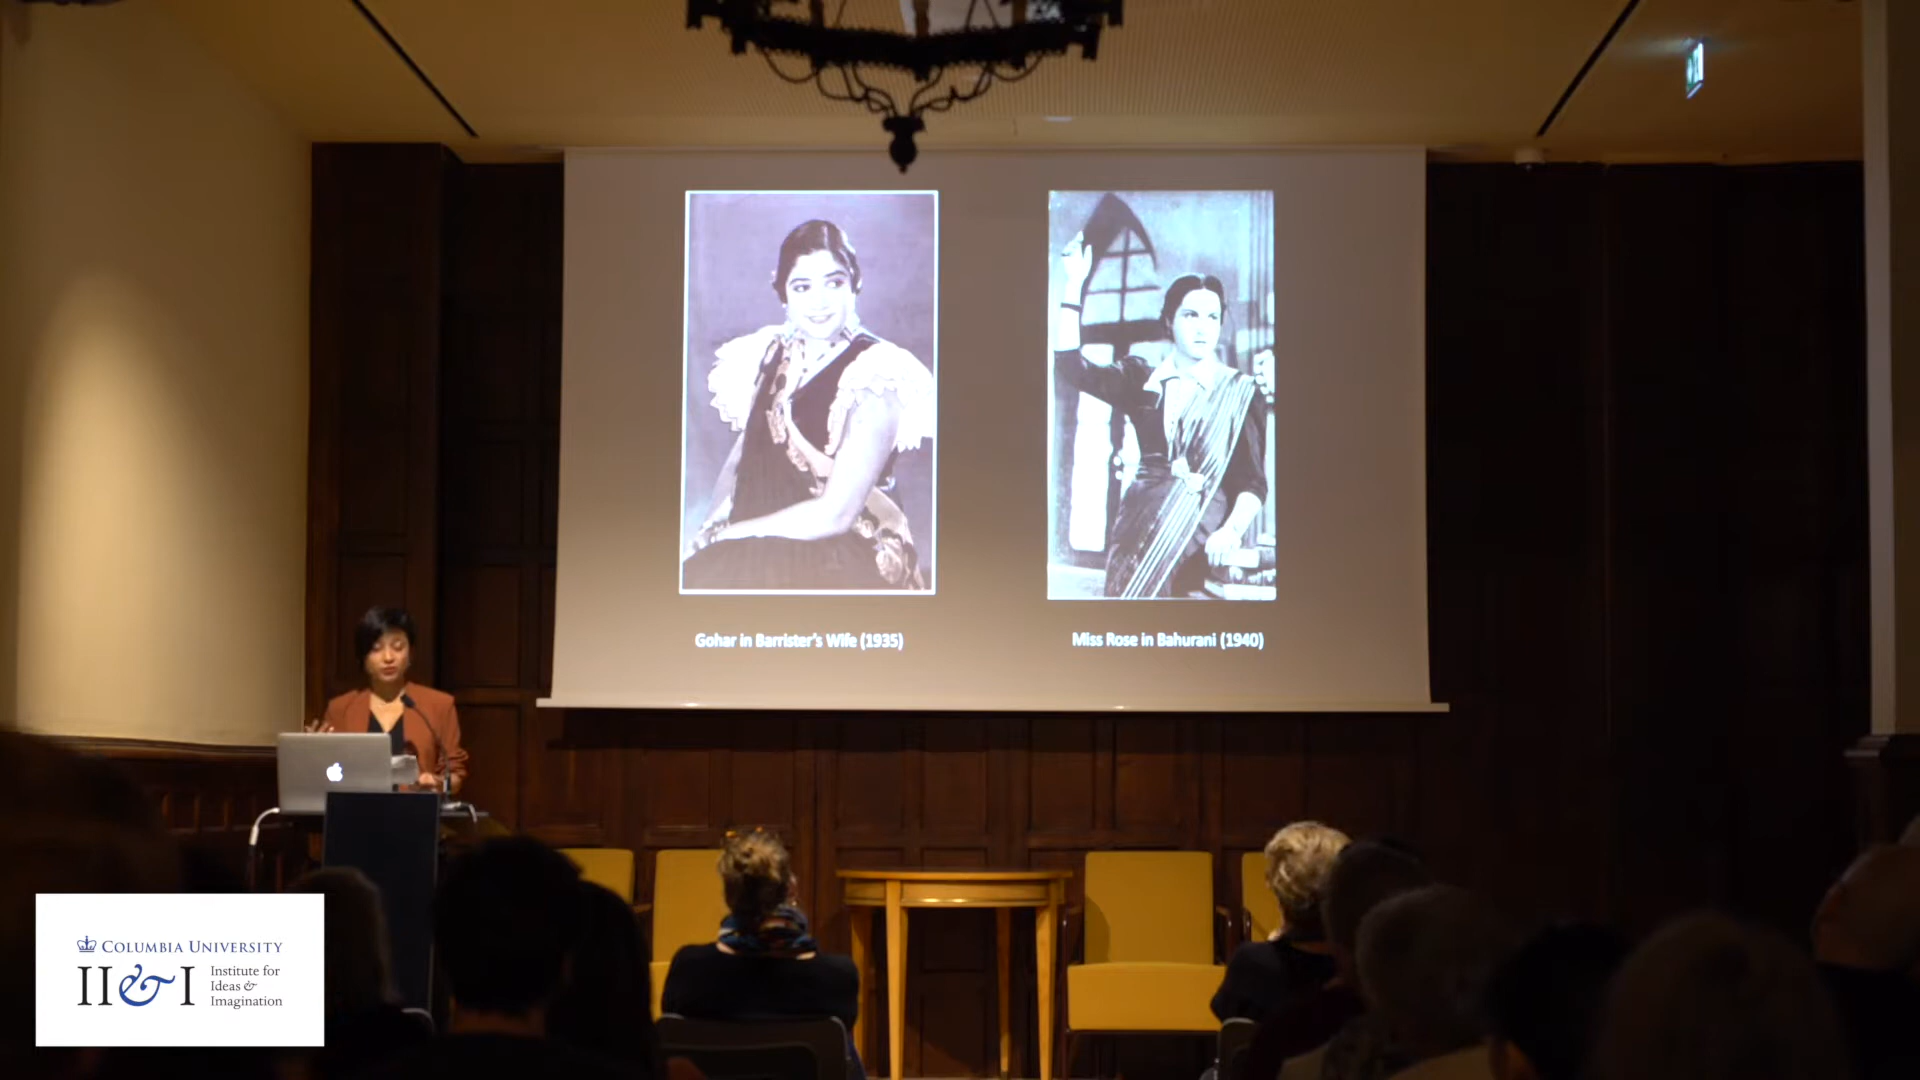 Gohar in Barrister's Wife (1935)
Miss Rose in Bahurani (1940)
COLUMBIA UNIVERSITY
II&I
Institute for
Ideas &
Imagination